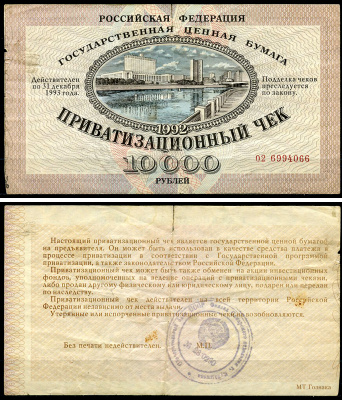 РОССИЙСКАЯ ФЕДЕРАЦИЯ
ГОСУДАРСТВЕННАЯ ЦЕННАЯ БУМАГА
Действителен
по 31 декабря
1993 года.
Подделка чеков
преследуется
по закону.
1992
ПРИВАТИЗАЦИОННЫЙ ЧЕК
10 000
РУБЛЕЙ
02 6994066
Настоящий приватизационный чек является государственной ценной бумагой
на предъявителя. Он может быть использован в качестве средства платежа в
процессе приватизации в соответствии с Государственной программой
приватизации, а также законодательством Российской Федерации.
Приватизационный чек может быть также обменен на акции инвестиционных
фондов, уполномоченных на ведение операций с приватизационными чеками,
либо продан другому физическому или юридическому лицу, подарен или передан
по наследству.
Приватизационный чек действителен на всей территории Российской
Федерации независимо от места выдачи.
Утерянные или испорченные приватизационные чеки не возобновляются.
Без печати недействителен.
М.П.
МТ Гознака